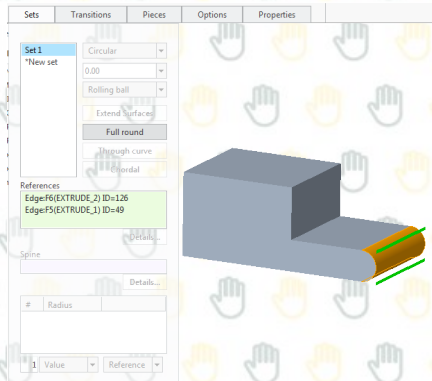 Sets Transitions Pieces Options Properties
Set 1
*New set
Circular
0.00
Rolling ball
Extend Surfaces
Full round
Through curve
Chordal
References
Edge:F6(EXTRUDE_2) ID=126
Edge:F5(EXTRUDE_1) ID=49
Details...
Spine
Details...
# Radius
1 Value Reference